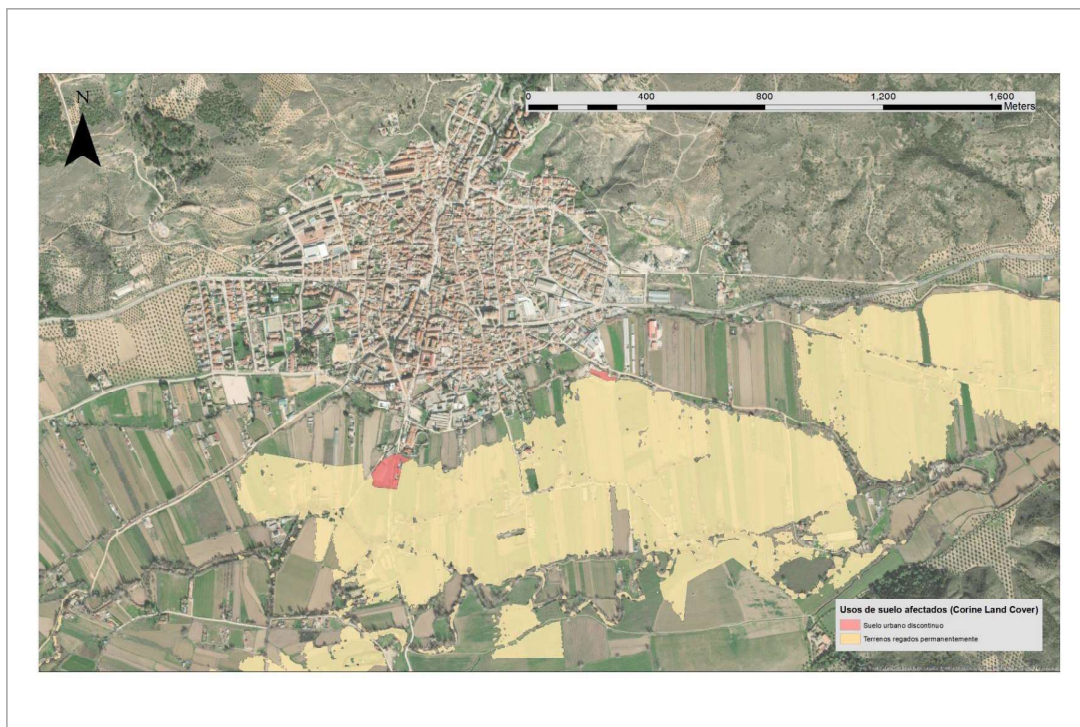 N
0 400 800 1,200 1,600
Meters
Usos de suelo afectados (Corine Land Cover)
Suelo urbano discontinuo
Terrenos regados permanentemente